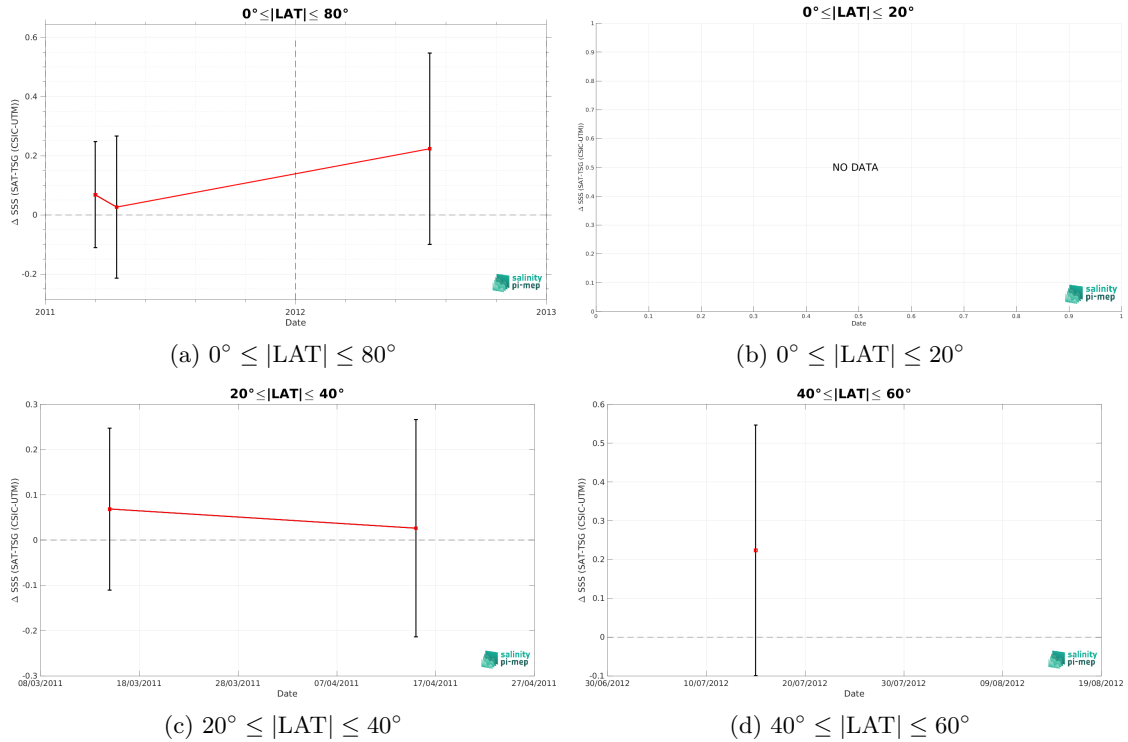 0°≤|LAT|≤ 80°
Δ SSS (SAT-TSG (CSIC-UTM))
0.6
0.4
0.2
0
-0.2
2011
2012
2013
Date
salinity
pi-mep
(a) 0° ≤ |LAT| ≤ 80°
0°≤|LAT|≤ 20°
Δ SSS (SAT-TSG (CSIC-UTM))
1
0.9
0.8
0.7
0.6
0.5
0.4
0.3
0.2
0.1
0
NO DATA
0
0.1
0.2
0.3
0.4
0.5
0.6
0.7
0.8
0.9
1
Date
salinity
pi-mep
(b) 0° ≤ |LAT| ≤ 20°
20°≤|LAT|≤ 40°
Δ SSS (SAT-TSG (CSIC-UTM))
0.3
0.2
0.1
0
-0.1
-0.2
-0.3
08/03/2011
18/03/2011
28/03/2011
07/04/2011
17/04/2011
27/04/2011
Date
salinity
pi-mep
(c) 20° ≤ |LAT| ≤ 40°
40°≤|LAT|≤ 60°
Δ SSS (SAT-TSG (CSIC-UTM))
0.6
0.5
0.4
0.3
0.2
0.1
0
-0.1
30/06/2012
10/07/2012
20/07/2012
30/07/2012
09/08/2012
19/08/2012
Date
salinity
pi-mep
(d) 40° ≤ |LAT| ≤ 60°